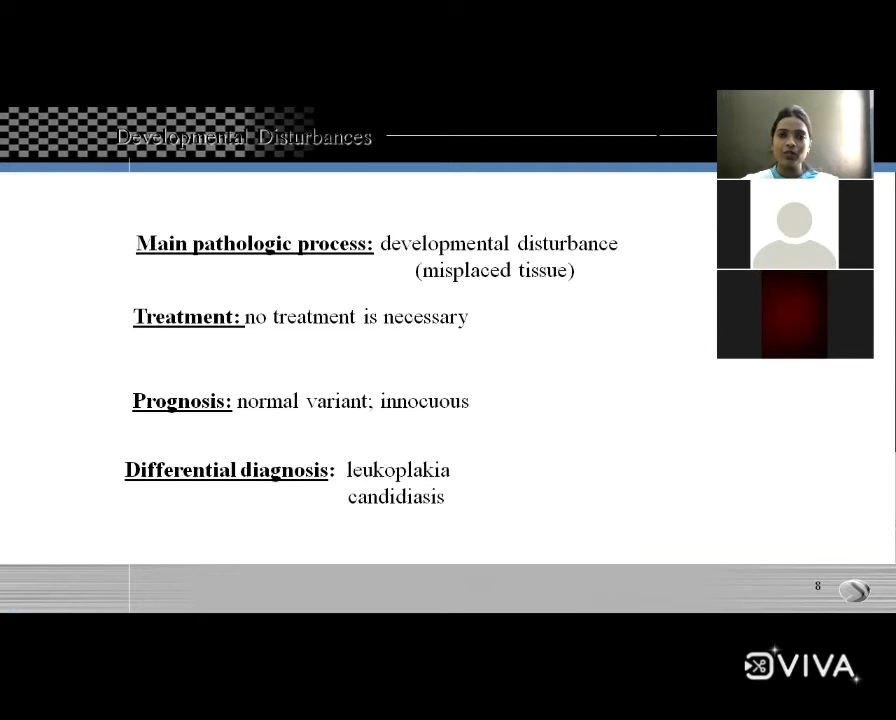 Developmental Disturbances
Main pathologic process: developmental disturbance
(misplaced tissue)
Treatment: no treatment is necessary
Prognosis: normal variant; innocuous
Differential diagnosis: leukoplakia
candidiasis
8
VIVA